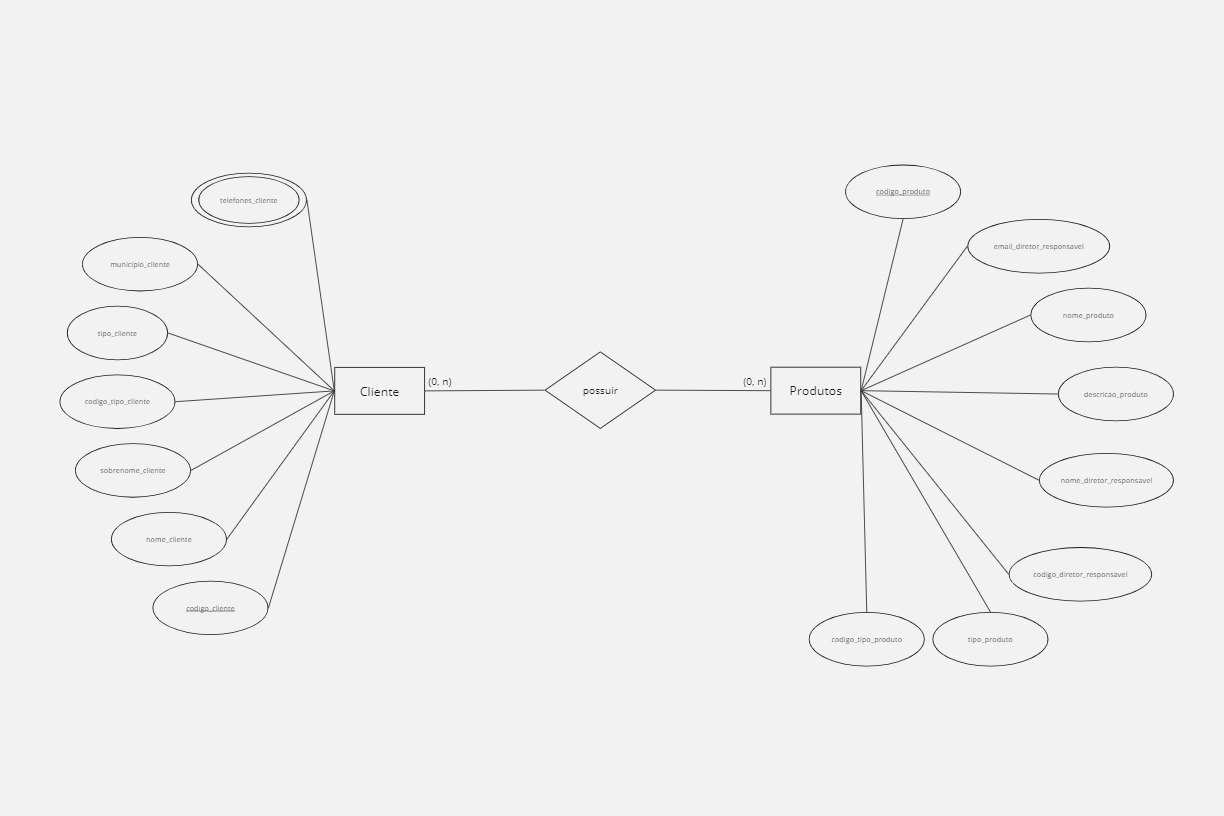 codigo_produto
telefones_cliente
email_diretor_responsavel
municipio_cliente
nome_produto
tipo_cliente
(0, n)
(0, n)
Cliente
possuir
Produtos
descricao_produto
codigo_tipo_cliente
sobrenome_cliente
nome_diretor_responsavel
nome_cliente
codigo_diretor_responsavel
codigo_cliente
codigo_tipo_produto
tipo_produto